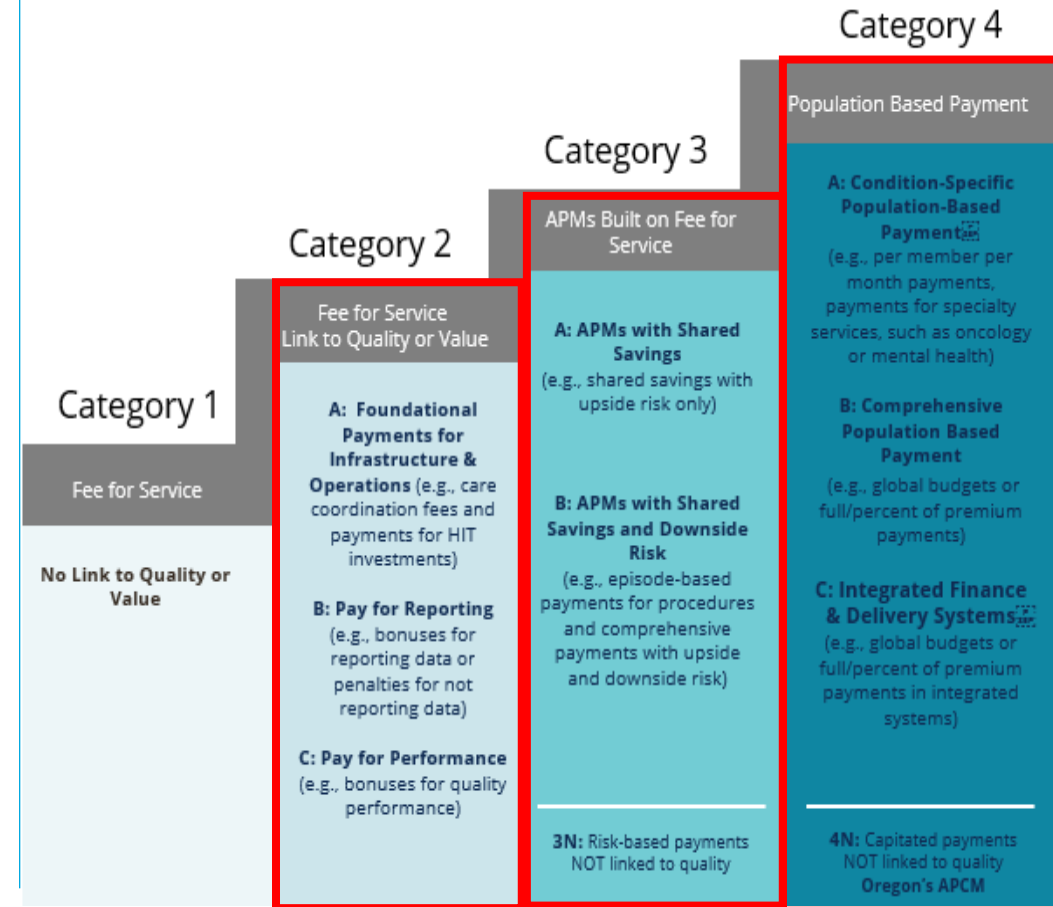 Category 1
Fee for Service
No Link to Quality or
Value
Category 2
Fee for Service
Link to Quality or Value
A: Foundational
Payments for
Infrastructure &
Operations (e.g., care
coordination fees and
payments for HIT
investments)
B: Pay for Reporting
(e.g., bonuses for
reporting data or
penalties for not
reporting data)
C: Pay for Performance
(e.g., bonuses for quality
performance)
Category 3
APMs Built on Fee for
Service
A: APMs with Shared
Savings
(e.g., shared savings with
upside risk only)
B: APMs with Shared
Savings and Downside
Risk
(e.g., episode-based
payments for procedures
and comprehensive
payments with upside
and downside risk)
3N: Risk-based payments
NOT linked to quality
Category 4
Population Based Payment
A: Condition-Specific
Population-Based
Payment
(e.g., per member per
month payments,
payments for specialty
services, such as oncology
or mental health)
B: Comprehensive
Population Based
Payment
(e.g., global budgets or
full/percent of premium
payments)
C: Integrated Finance
& Delivery Systems
(e.g., global budgets or
full/percent of premium
payments in integrated
systems)
4N: Capitated payments
NOT linked to quality
Oregon's APCM